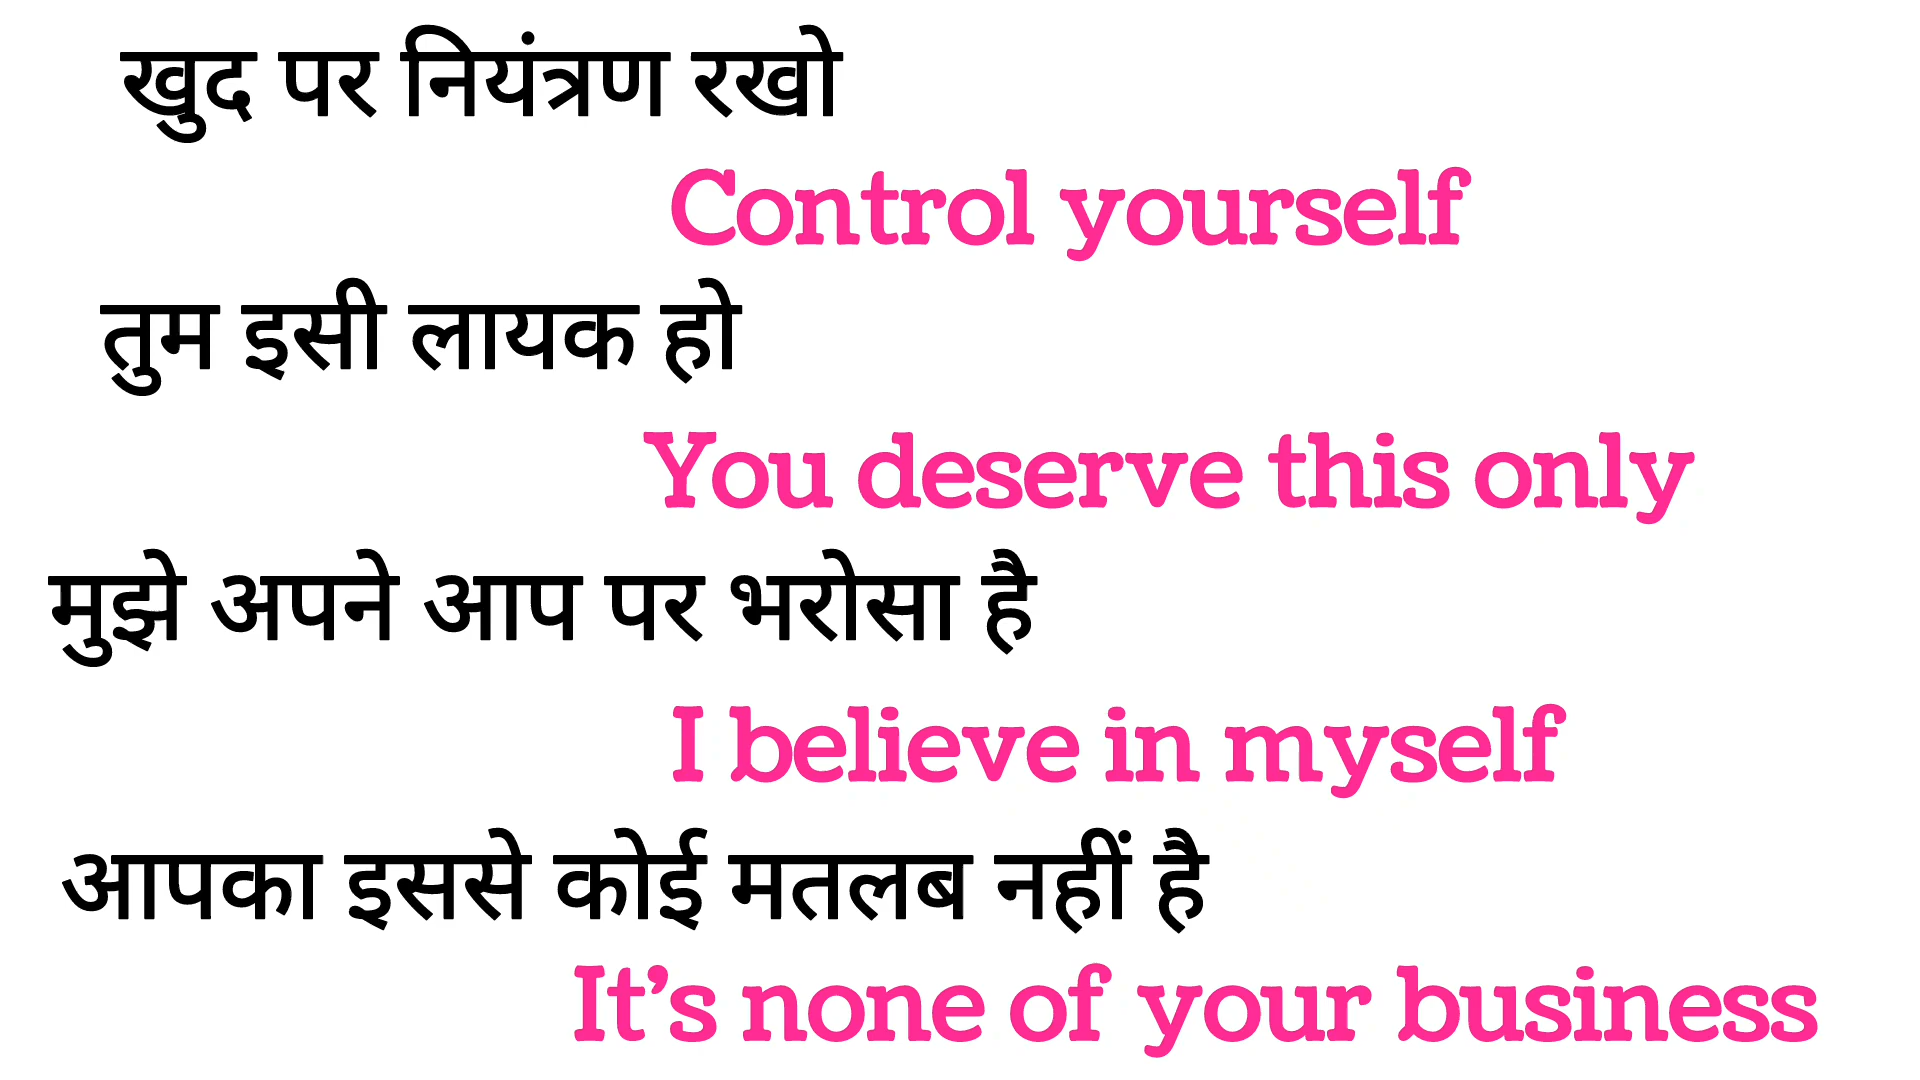 खुद पर नियंत्रण रखो
Control yourself
तुम इसी लायक हो
You deserve this only
मुझे अपने आप पर भरोसा है
I believe in myself
आपका इससे कोई मतलब नहीं है
It’s none of your business